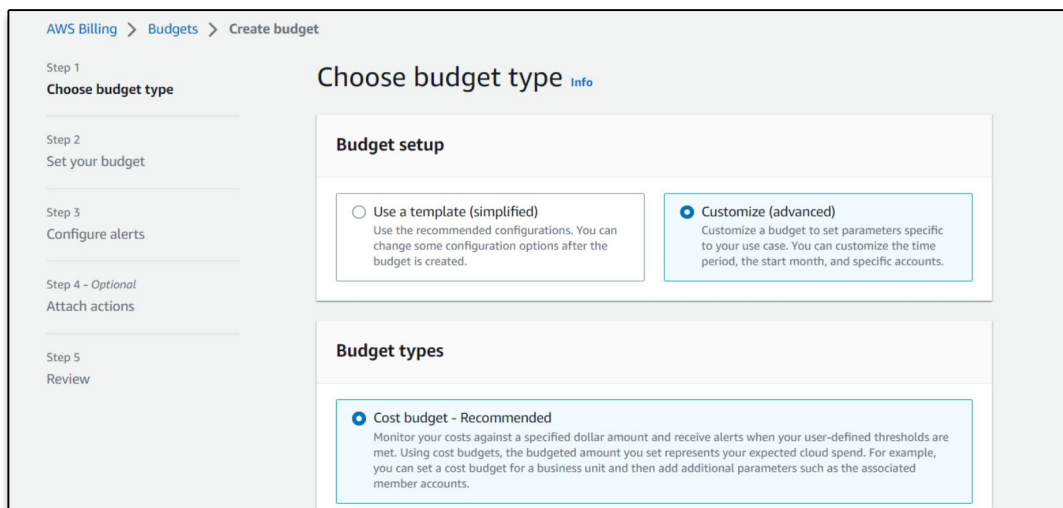 AWS Billing > Budgets > Create budget
Step 1
Choose budget type
Step 2
Set your budget
Step 3
Configure alerts
Step 4 - Optional
Attach actions
Step 5
Review
Choose budget type Info
Budget setup
Use a template (simplified)
Use the recommended configurations. You can
change some configuration options after the
budget is created.
Customize (advanced)
Customize a budget to set parameters specific
to your use case. You can customize the time
period, the start month, and specific accounts.
Budget types
Cost budget - Recommended
Monitor your costs against a specified dollar amount and receive alerts when your user-defined thresholds are
met. Using cost budgets, the budgeted amount you set represents your expected cloud spend. For example,
you can set a cost budget for a business unit and then add additional parameters such as the associated
member accounts.